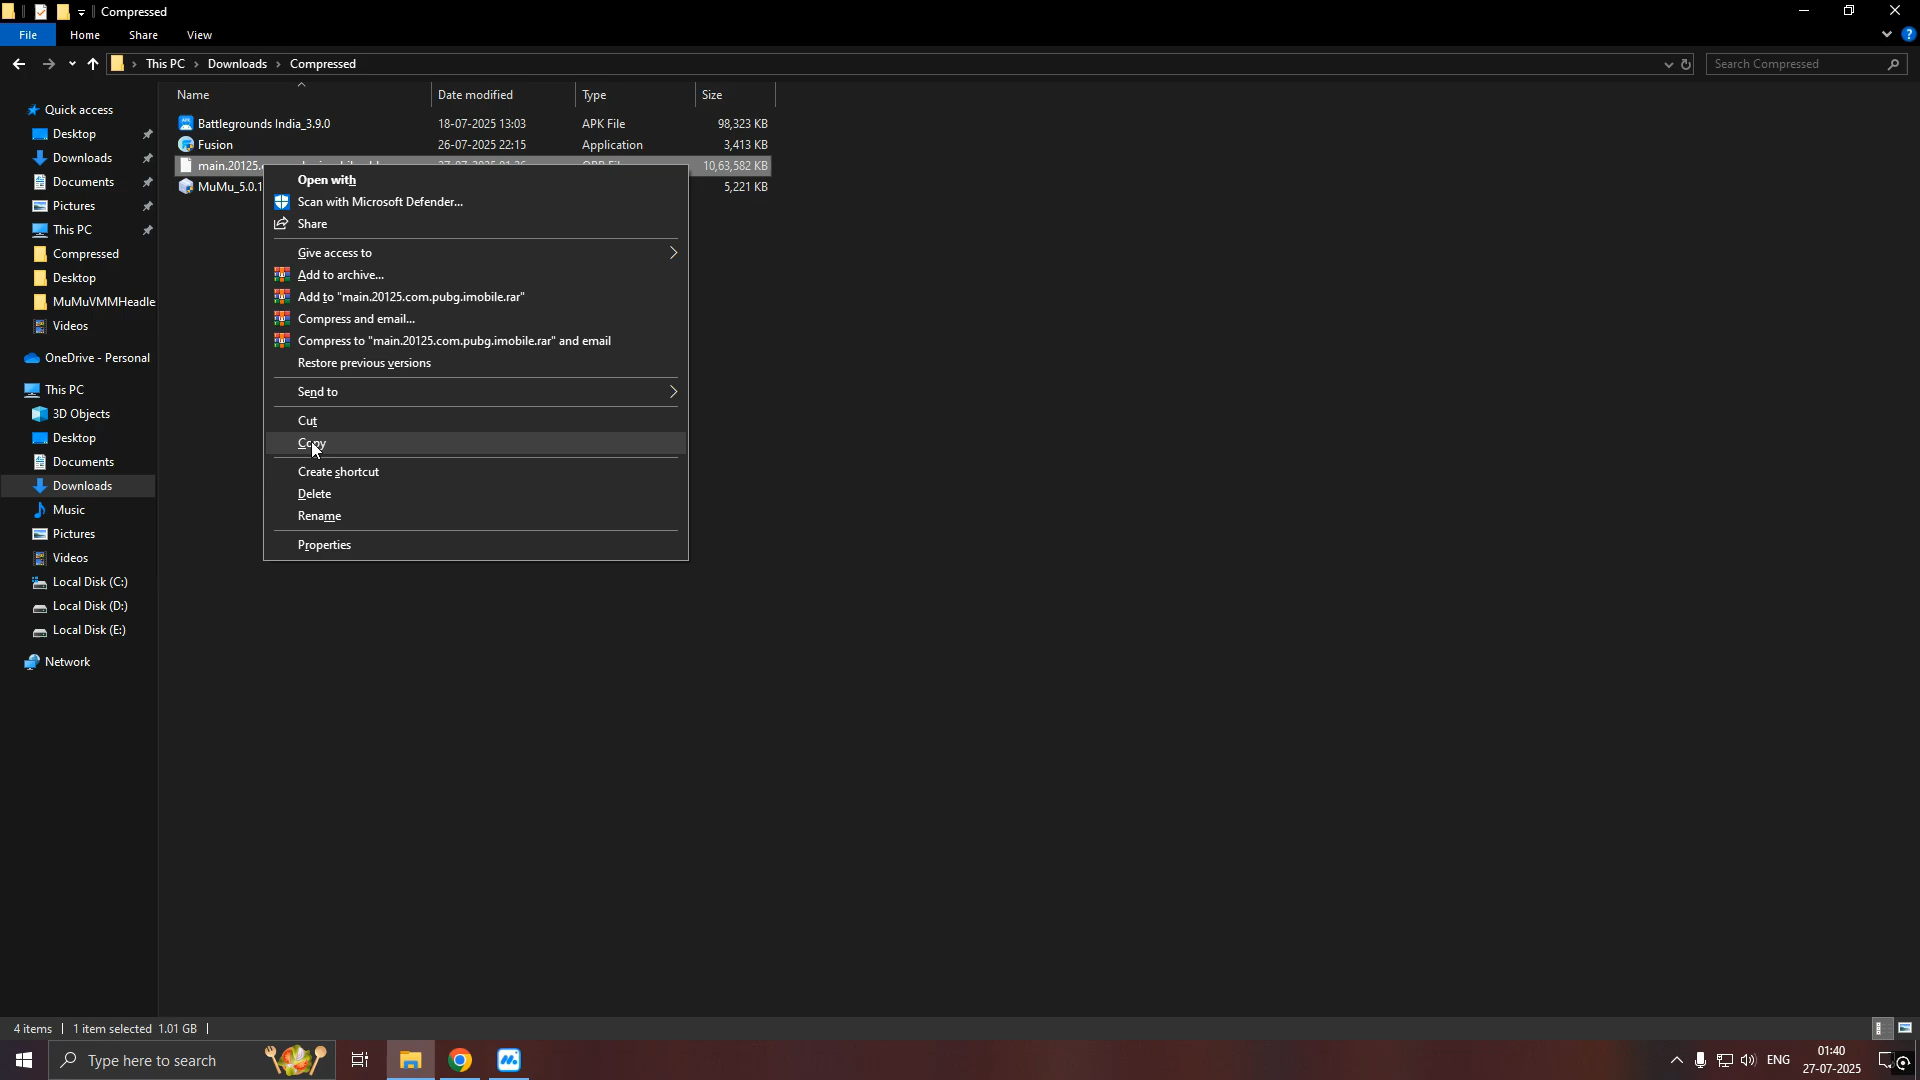 Compressed
File Home Share View
This PC Downloads Compressed
Search Compressed
Name Date modified Type Size
Quick access
Desktop
Downloads
Documents
Pictures
This PC
Compressed
Desktop
MuMuVMMHeadle
Videos
OneDrive - Personal
This PC
3D Objects
Desktop
Documents
Downloads
Music
Pictures
Videos
Local Disk (C:)
Local Disk (D:)
Local Disk (E:)
Network
Battlegrounds India_3.9.0 18-07-2025 13:03 APK File 98,323 KB
Fusion 26-07-2025 22:15 Application 3,413 KB
main.20125. 10,63,582 KB
MuMu_5.0.1 5,221 KB
Open with
Scan with Microsoft Defender...
Share
Give access to
Add to archive...
Add to "main.20125.com.pubg.imobile.rar"
Compress and email...
Compress to "main.20125.com.pubg.imobile.rar" and email
Restore previous versions
Send to
Cut
Copy
Create shortcut
Delete
Rename
Properties
4 items 1 item selected 1.01 GB
Type here to search
ENG
01:40
27-07-2025